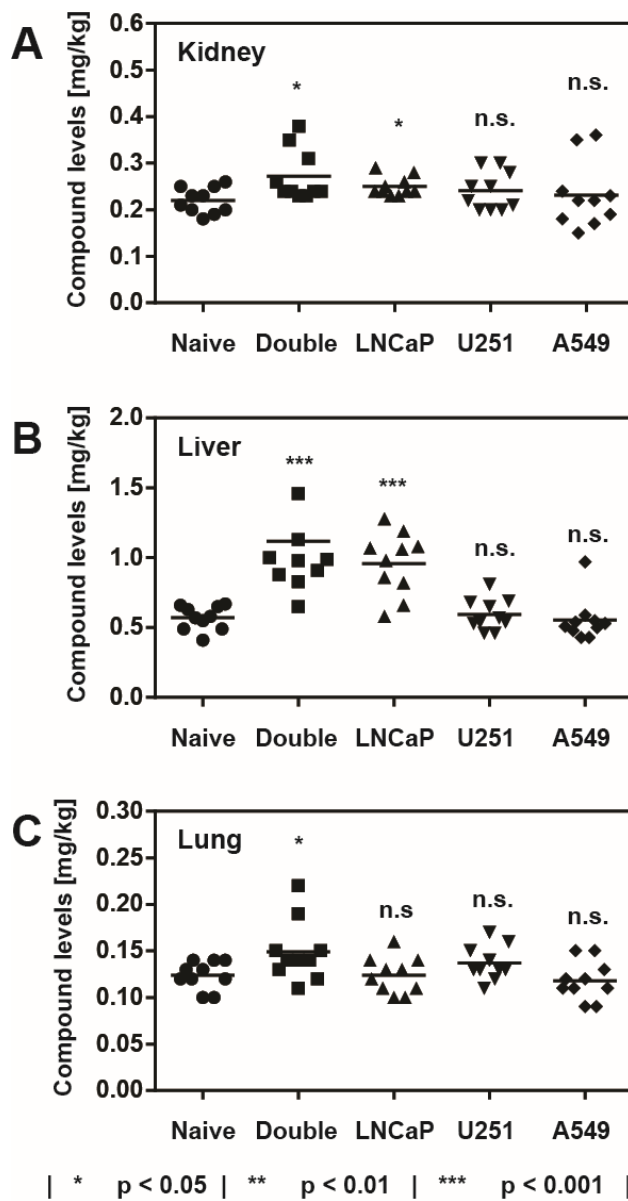 A
Kidney
Compound levels [mg/kg]
0.6
0.5
0.4
0.3
0.2
0.1
0.0
*
*
n.s.
n.s.
Naive Double LNCaP U251 A549
B
Liver
Compound levels [mg/kg]
2.0
1.5
1.0
0.5
0.0
***
***
n.s.
n.s.
Naive Double LNCaP U251 A549
C
Lung
Compound levels [mg/kg]
0.30
0.25
0.20
0.15
0.10
0.05
0.00
*
n.s
n.s.
n.s.
Naive Double LNCaP U251 A549
| * p < 0.05 | ** p < 0.01 | *** p < 0.001 |